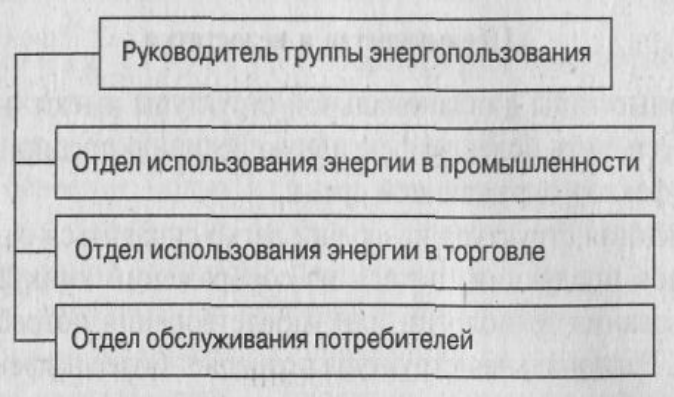 Руководитель группы энергопользования
Отдел использования энергии в промышленности
Отдел использования энергии в торговле
Отдел обслуживания потребителей